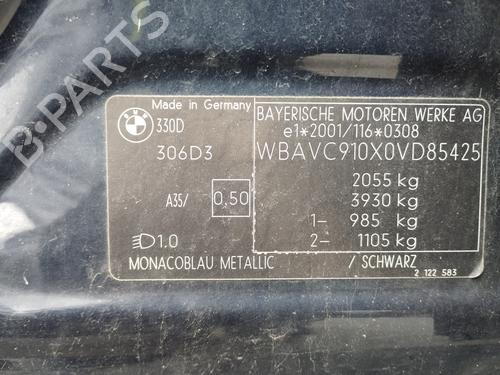 B-PARTS
BMW
Made in Germany
330D
306D3
A35/ 0,50
1.0
BAYERISCHE MOTOREN WERKE AG
e1*2001/116*0308
WBAVC910X0VD85425
2055 kg
3930 kg
1- 985 kg
2- 1105 kg
MONACOBLAU METALLIC / SCHWARZ
2 122 583